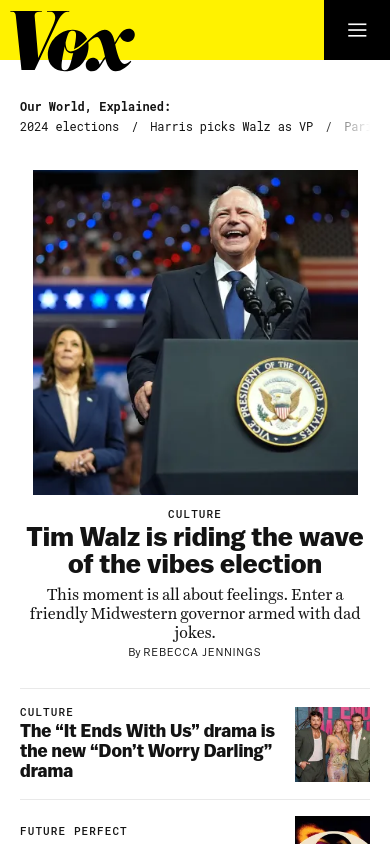 Vox
Our World, Explained:
2024 elections / Harris picks Walz as VP /
VICE PRESIDENT OF THE UNITED STATES
CULTURE
Tim Walz is riding the wave
of the vibes election
This moment is all about feelings. Enter a
friendly Midwestern governor armed with dad
jokes.
By REBECCA JENNINGS
CULTURE
The “It Ends With Us” drama is
the new “Don’t Worry Darling”
drama
FUTURE PERFECT